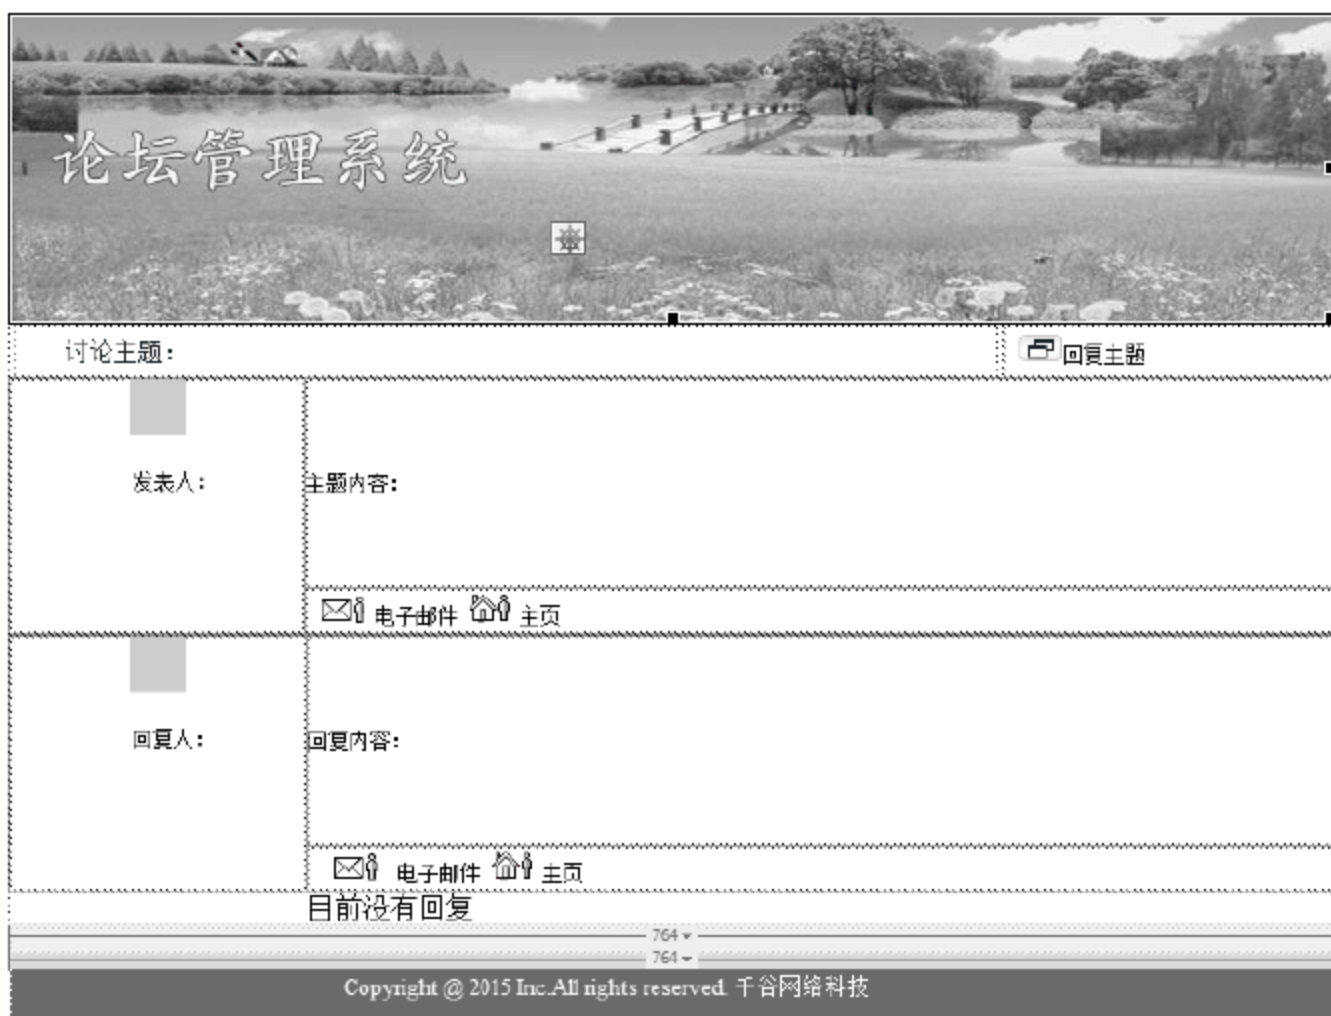 论坛管理系统
讨论主题：
回复主题
发表人：
主题内容：
电子邮件 主页
回复人：
回复内容：
电子邮件 主页
目前没有回复
764
764
Copyright @ 2015 Inc.All rights reserved. 千谷网络科技